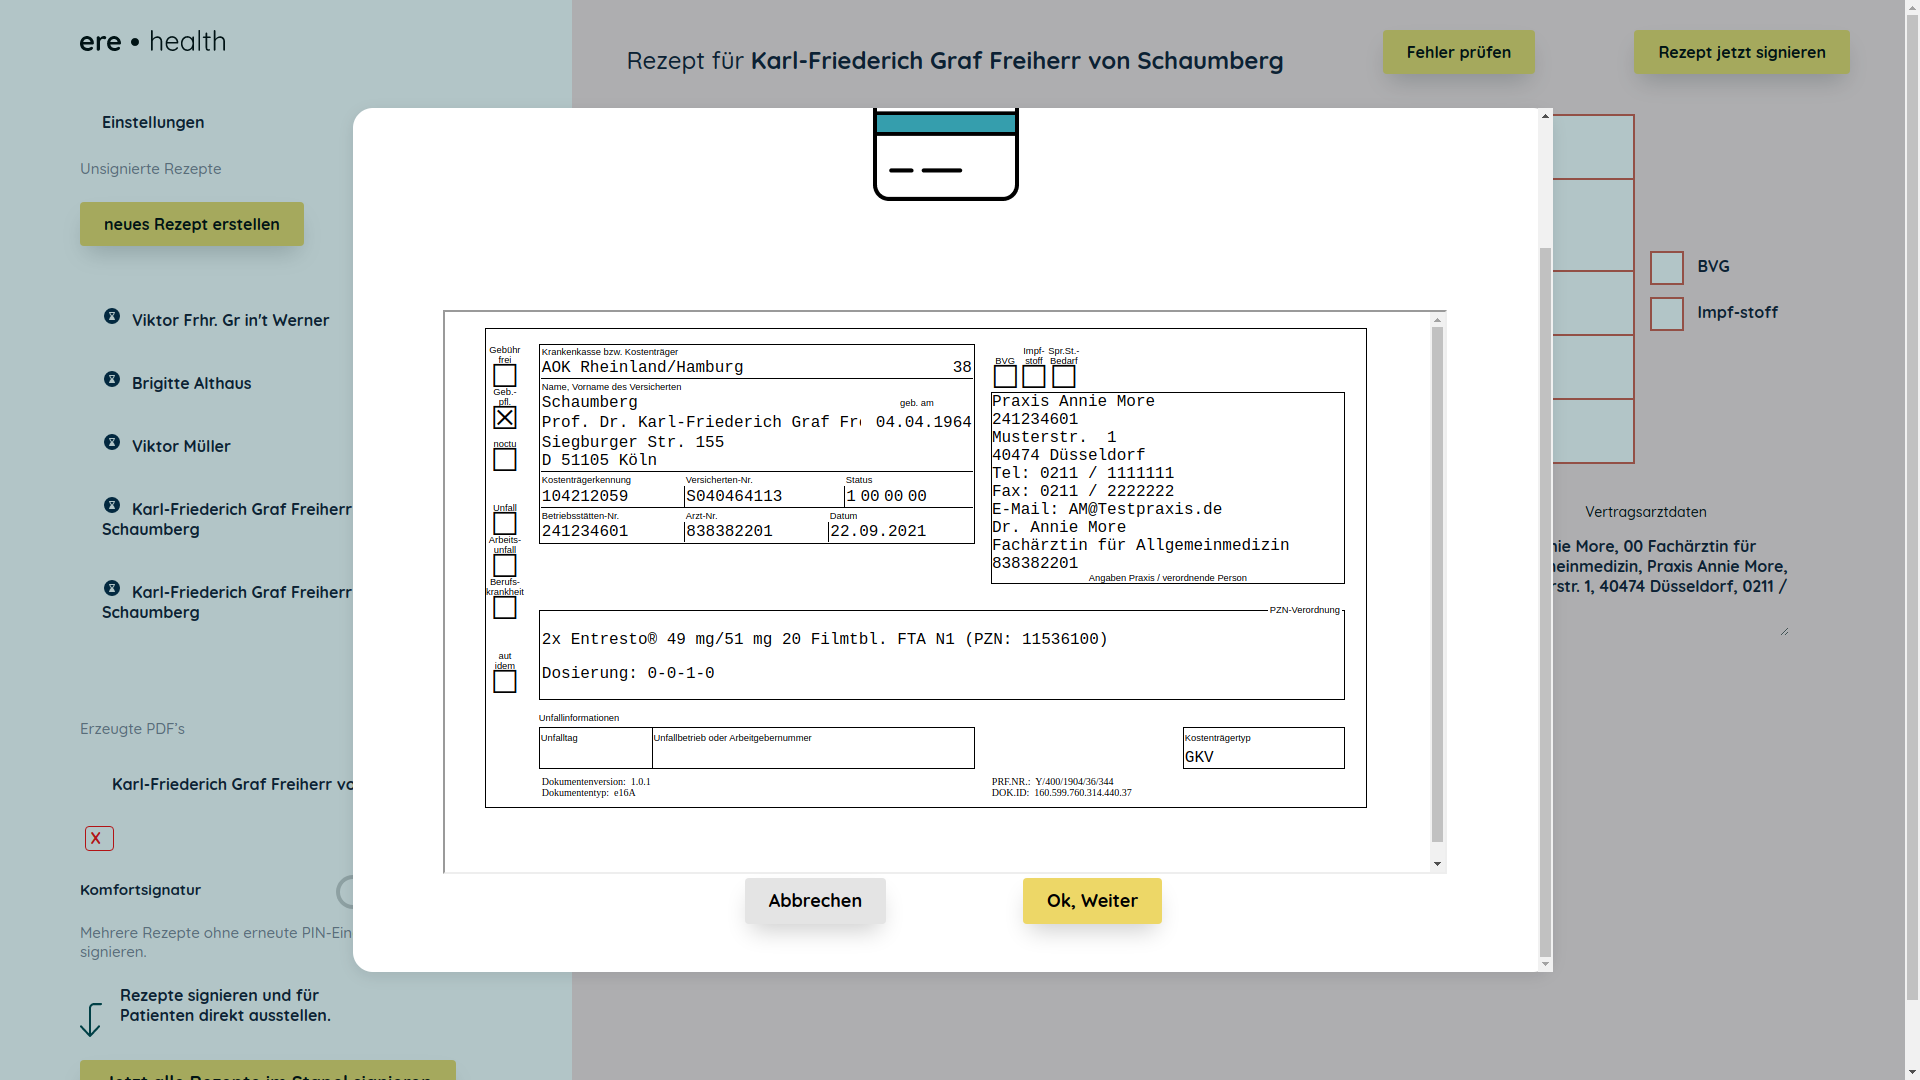 ere • health
Einstellungen
Unsignierte Rezepte
neues Rezept erstellen
Viktor Frhr. Gr in't Werner
Brigitte Althaus
Viktor Müller
Karl-Friederich Graf Freiherr
Schaumberg
Karl-Friederich Graf Freiherr
Schaumberg
Erzeugte PDF's
Karl-Friederich Graf Freiherr vo
X
Komfortsignatur
Mehrere Rezepte ohne erneute PIN-Ein
signieren.
Rezepte signieren und für
Patienten direkt ausstellen.
Jetzt alle Rezepte im Stapel signieren
Rezept für Karl-Friederich Graf Freiherr von Schaumberg
Fehler prüfen
Rezept jetzt signieren
BVG
Impf-stoff
Vertragsarztdaten
nie More, 00 Fachärztin für
einmedizin, Praxis Annie More,
rstr. 1, 40474 Düsseldorf, 0211 /
Gebühr
frei
Geb.-
pfl.
noctu
Unfall
Arbeits-
unfall
Berufs-
krankheit
aut
idem
Krankenkasse bzw. Kostenträger
AOK Rheinland/Hamburg 38
Name, Vorname des Versicherten
Schaumberg
geb. am
Prof. Dr. Karl-Friederich Graf Fre 04.04.1964
Siegburger Str. 155
D 51105 Köln
Kostenträgerkennung Versicherten-Nr. Status
104212059 S040464113 1 00 00 00
Betriebsstätten-Nr. Arzt-Nr. Datum
241234601 838382201 22.09.2021
BVG
Impf-
stoff
Spr.St.-
Bedarf
Praxis Annie More
241234601
Musterstr. 1
40474 Düsseldorf
Tel: 0211 / 1111111
Fax: 0211 / 2222222
E-Mail: AM@Testpraxis.de
Dr. Annie More
Fachärztin für Allgemeinmedizin
838382201
Angaben Praxis / verordnende Person
PZN-Verordnung
2x Entresto® 49 mg/51 mg 20 Filmtbl. FTA N1 (PZN: 11536100)
Dosierung: 0-0-1-0
Unfallinformationen
Unfalltag Unfallbetrieb oder Arbeitgebernummer
Kostenträgertyp
GKV
Dokumentenversion: 1.0.1
Dokumententyp: e16A
PRF.NR.: Y/400/1904/36/344
DOK.ID: 160.599.760.314.440.37
Abbrechen
Ok, Weiter